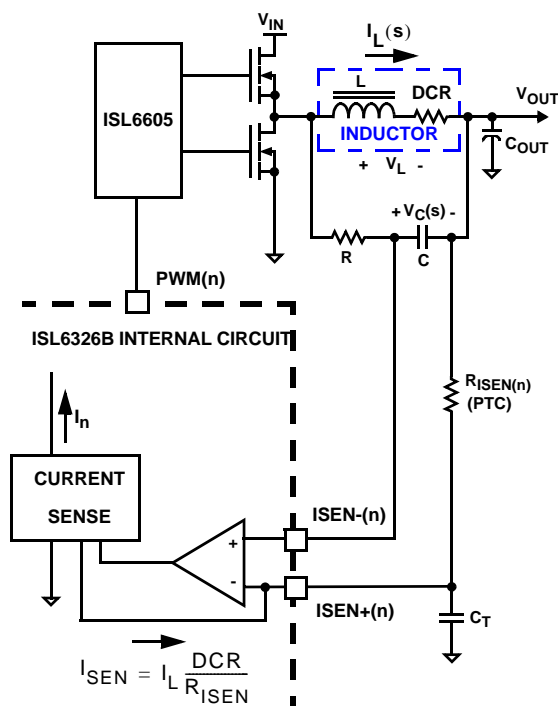 V_IN
I_L(s)
ISL6605
L
DCR
V_OUT
INDUCTOR
C_OUT
+ V_L -
+ V_C(s) -
R
C
PWM(n)
ISL6326B INTERNAL CIRCUIT
R_ISEN(n)
(PTC)
I_n
CURRENT
SENSE
ISEN-(n)
+
-
ISEN+(n)
C_T
I_SEN = I_L DCR/R_ISEN